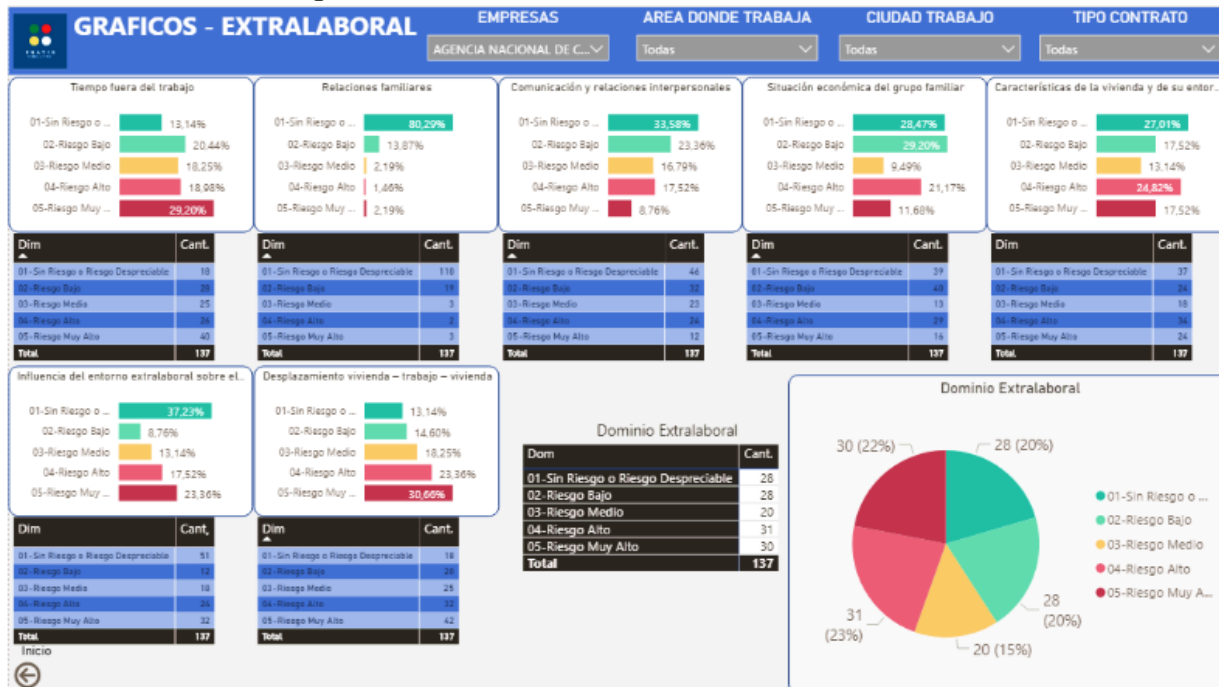 GRAFICOS - EXTRALABORAL
EMPRESAS
AREA DONDE TRABAJA
CIUDAD TRABAJO
TIPO CONTRATO
AGENCIA NACIONAL DE C...
Todas
Todas
Todas
Tiempo fuera del trabajo
01-Sin Riesgo o ... 13,14%
02-Riesgo Bajo 20,44%
03-Riesgo Medio 18,25%
04-Riesgo Alto 18,98%
05-Riesgo Muy ... 29,20%
Relaciones familiares
01-Sin Riesgo o ... 80,29%
02-Riesgo Bajo 13,87%
03-Riesgo Medio 2,19%
04-Riesgo Alto 1,46%
05-Riesgo Muy ... 2,19%
Comunicación y relaciones interpersonales
01-Sin Riesgo o ... 33,58%
02-Riesgo Bajo 23,36%
03-Riesgo Medio 16,79%
04-Riesgo Alto 17,52%
05-Riesgo Muy ... 8,76%
Situación económica del grupo familiar
01-Sin Riesgo o ... 28,47%
02-Riesgo Bajo 29,20%
03-Riesgo Medio 9,49%
04-Riesgo Alto 21,17%
05-Riesgo Muy ... 11,68%
Características de la vivienda y de su entor...
01-Sin Riesgo o ... 27,01%
02-Riesgo Bajo 17,52%
03-Riesgo Medio 13,14%
04-Riesgo Alto 24,82%
05-Riesgo Muy ... 17,52%
Dim Cant.
01-Sin Riesgo o Riesgo Despreciable 18
02-Riesgo Bajo 28
03-Riesgo Medio 25
04-Riesgo Alto 26
05-Riesgo Muy Alto 40
Total 137
Dim Cant.
01-Sin Riesgo o Riesgo Despreciable 110
02-Riesgo Bajo 19
03-Riesgo Medio 3
04-Riesgo Alto 2
05-Riesgo Muy Alto 3
Total 137
Dim Cant.
01-Sin Riesgo o Riesgo Despreciable 46
02-Riesgo Bajo 32
03-Riesgo Medio 23
04-Riesgo Alto 24
05-Riesgo Muy Alto 12
Total 137
Dim Cant.
01-Sin Riesgo o Riesgo Despreciable 39
02-Riesgo Bajo 40
03-Riesgo Medio 13
04-Riesgo Alto 29
05-Riesgo Muy Alto 16
Total 137
Dim Cant.
01-Sin Riesgo o Riesgo Despreciable 37
02-Riesgo Bajo 24
03-Riesgo Medio 18
04-Riesgo Alto 34
05-Riesgo Muy Alto 24
Total 137
Influencia del entorno extralaboral sobre el...
01-Sin Riesgo o ... 37,23%
02-Riesgo Bajo 8,76%
03-Riesgo Medio 13,14%
04-Riesgo Alto 17,52%
05-Riesgo Muy ... 23,36%
Desplazamiento vivienda – trabajo – vivienda
01-Sin Riesgo o ... 13,14%
02-Riesgo Bajo 14,60%
03-Riesgo Medio 18,25%
04-Riesgo Alto 23,36%
05-Riesgo Muy ... 30,66%
Dim Cant,
01-Sin Riesgo o Riesgo Despreciable 51
02-Riesgo Bajo 12
03-Riesgo Medio 18
04-Riesgo Alto 24
05-Riesgo Muy Alto 32
Total 137
Dim Cant.
01-Sin Riesgo o Riesgo Despreciable 18
02-Riesgo Bajo 20
03-Riesgo Medio 25
04-Riesgo Alto 32
05-Riesgo Muy Alto 42
Total 137
Dominio Extralaboral
Dom Cant.
01-Sin Riesgo o Riesgo Despreciable 28
02-Riesgo Bajo 28
03-Riesgo Medio 20
04-Riesgo Alto 31
05-Riesgo Muy Alto 30
Total 137
Dominio Extralaboral
30 (22%)
28 (20%)
28
(20%)
20 (15%)
31
(23%)
01-Sin Riesgo o ...
02-Riesgo Bajo
03-Riesgo Medio
04-Riesgo Alto
05-Riesgo Muy A...
Inicio